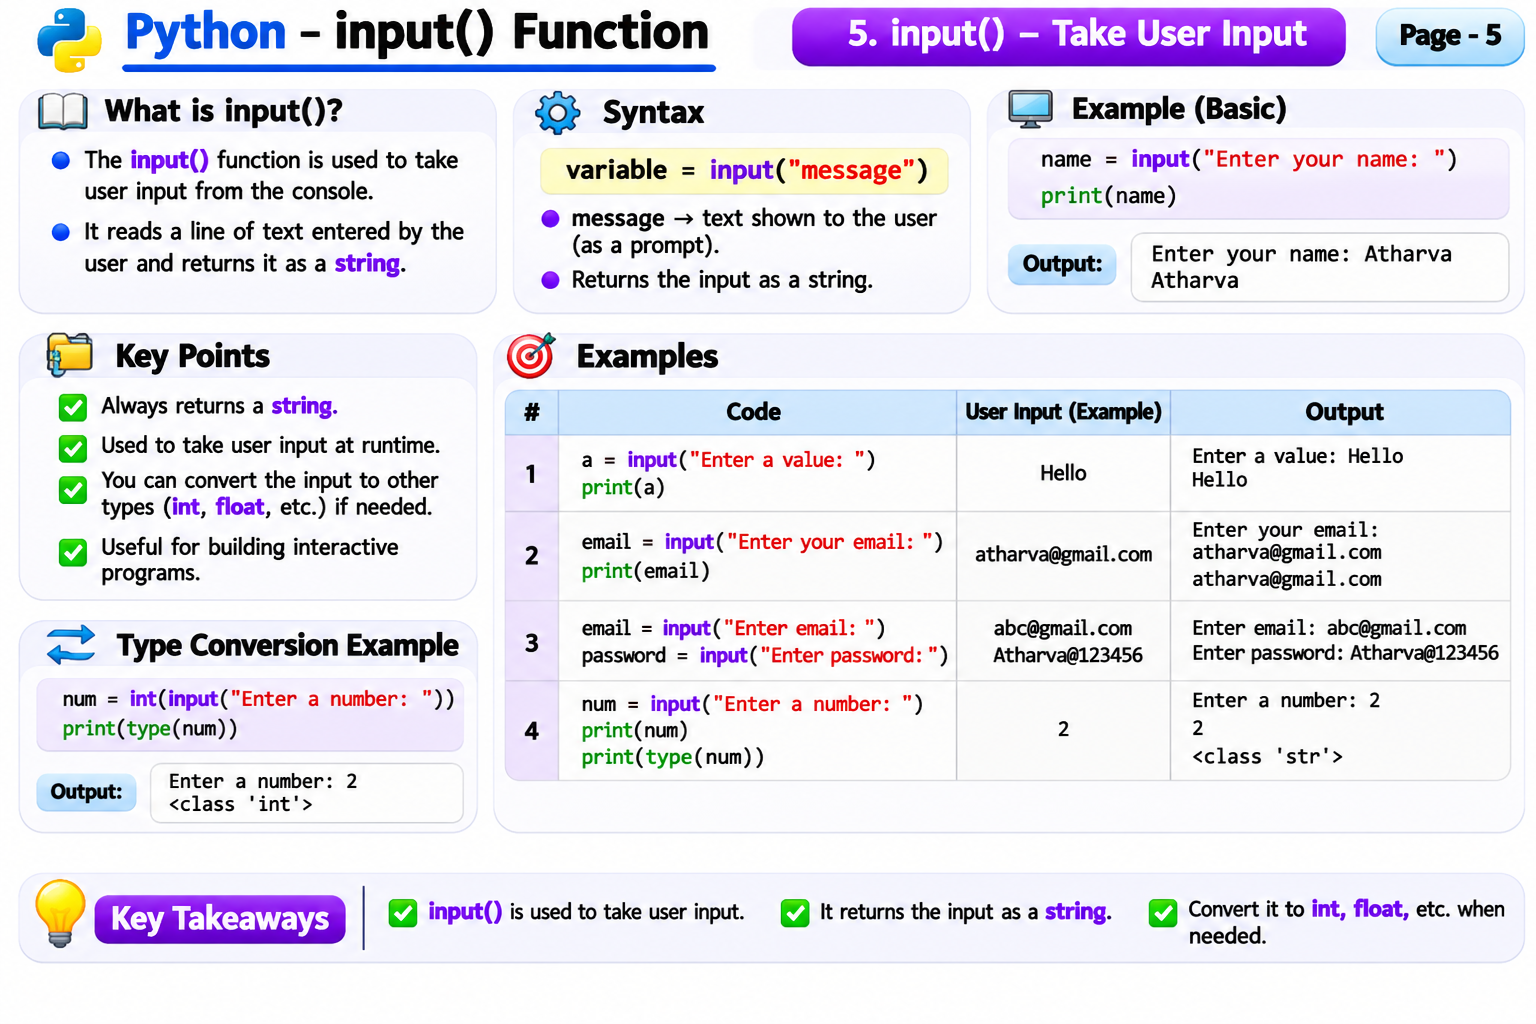 Python – input() Function
5. input() – Take User Input
Page - 5
What is input()?
The input() function is used to take
user input from the console.
It reads a line of text entered by the
user and returns it as a string.
Syntax
variable = input("message")
message → text shown to the user
(as a prompt).
Returns the input as a string.
Example (Basic)
name = input("Enter your name: ")
print(name)
Output:
Enter your name: Atharva
Atharva
Key Points
Always returns a string.
Used to take user input at runtime.
You can convert the input to other
types (int, float, etc.) if needed.
Useful for building interactive
programs.
Type Conversion Example
num = int(input("Enter a number: "))
print(type(num))
Output:
Enter a number: 2
<class 'int'>
Examples
# Code User Input (Example) Output
1
a = input("Enter a value: ")
print(a)
Hello
Enter a value: Hello
Hello
2
email = input("Enter your email: ")
print(email)
atharva@gmail.com
Enter your email:
atharva@gmail.com
atharva@gmail.com
3
email = input("Enter email: ")
password = input("Enter password: ")
abc@gmail.com
Atharva@123456
Enter email: abc@gmail.com
Enter password: Atharva@123456
4
num = input("Enter a number: ")
print(num)
print(type(num))
2
Enter a number: 2
2
<class 'str'>
Key Takeaways
input() is used to take user input.
It returns the input as a string.
Convert it to int, float, etc. when
needed.